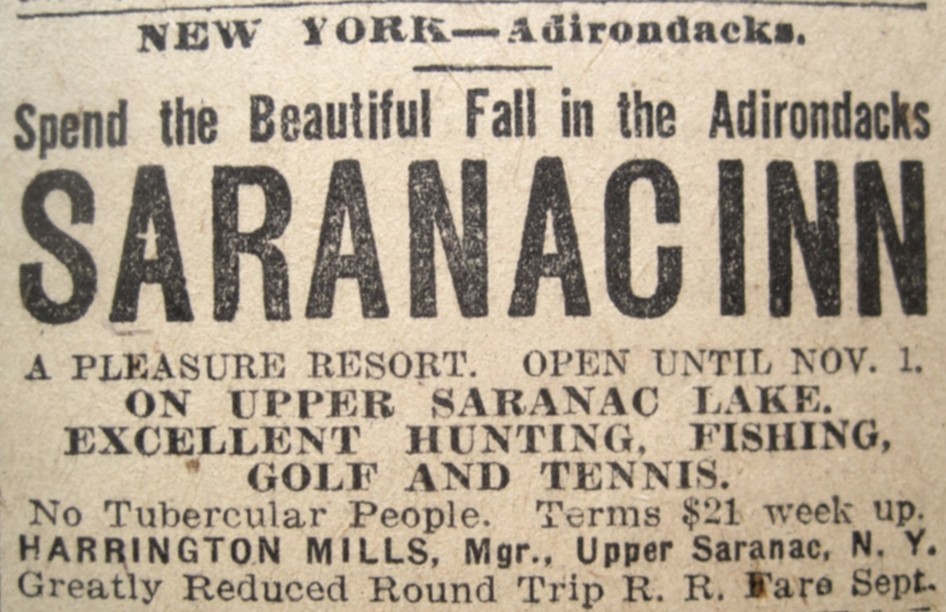 NEW YORK—Adirondacks.
Spend the Beautiful Fall in the Adirondacks
SARANAC INN
A PLEASURE RESORT. OPEN UNTIL NOV. 1.
ON UPPER SARANAC LAKE.
EXCELLENT HUNTING, FISHING,
GOLF AND TENNIS.
No Tubercular People. Terms $21 week up.
HARRINGTON MILLS, Mgr., Upper Saranac, N. Y.
Greatly Reduced Round Trip R. R. Fare Sept.